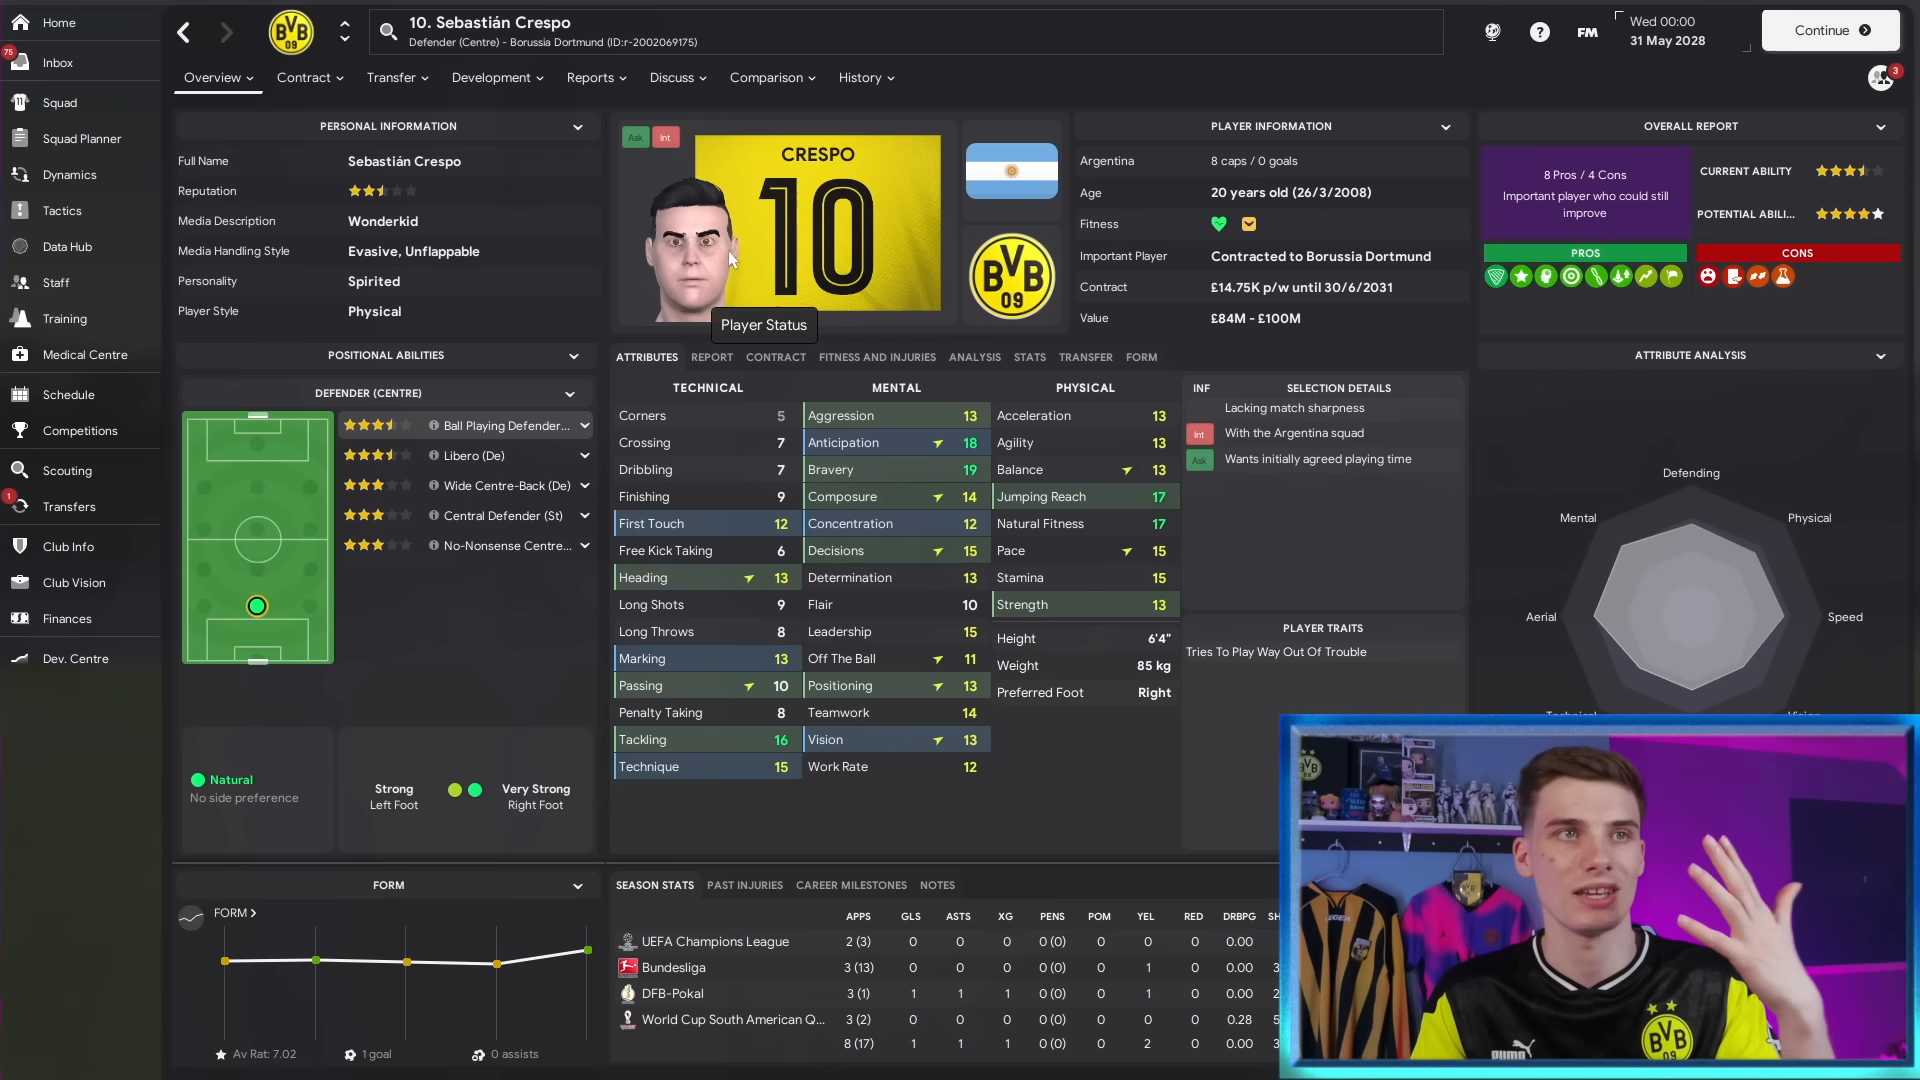 Home
75
Inbox
Squad
Squad Planner
Dynamics
Tactics
Data Hub
Staff
Training
Medical Centre
Schedule
Competitions
Scouting
1
Transfers
Club Info
Club Vision
Finances
Dev. Centre
BVB
09
10. Sebastián Crespo
Defender (Centre) - Borussia Dortmund (ID:r-2002069175)
FM
Wed 00:00
31 May 2028
Continue
Overview
Contract
Transfer
Development
Reports
Discuss
Comparison
History
3
PERSONAL INFORMATION
Full Name Sebastián Crespo
Reputation
Media Description Wonderkid
Media Handling Style Evasive, Unflappable
Personality Spirited
Player Style Physical
Ask Int
CRESPO
10
Player Status
BVB
09
PLAYER INFORMATION
Argentina 8 caps / 0 goals
Age 20 years old (26/3/2008)
Fitness
Important Player Contracted to Borussia Dortmund
Contract £14.75K p/w until 30/6/2031
Value £84M - £100M
OVERALL REPORT
8 Pros / 4 Cons
Important player who could still
improve
CURRENT ABILITY
POTENTIAL ABILI...
PROS CONS
POSITIONAL ABILITIES
DEFENDER (CENTRE)
Ball Playing Defender...
Libero (De)
Wide Centre-Back (De)
Central Defender (St)
No-Nonsense Centre...
Natural
No side preference
Strong
Left Foot
Very Strong
Right Foot
ATTRIBUTES REPORT CONTRACT FITNESS AND INJURIES ANALYSIS STATS TRANSFER FORM
TECHNICAL
Corners 5
Crossing 7
Dribbling 7
Finishing 9
First Touch 12
Free Kick Taking 6
Heading 13
Long Shots 9
Long Throws 8
Marking 13
Passing 10
Penalty Taking 8
Tackling 16
Technique 15
MENTAL
Aggression 13
Anticipation 18
Bravery 19
Composure 14
Concentration 12
Decisions 15
Determination 13
Flair 10
Leadership 15
Off The Ball 11
Positioning 13
Teamwork 14
Vision 13
Work Rate 12
PHYSICAL
Acceleration 13
Agility 13
Balance 13
Jumping Reach 17
Natural Fitness 17
Pace 15
Stamina 15
Strength 13
Height 6'4"
Weight 85 kg
Preferred Foot Right
INF SELECTION DETAILS
Lacking match sharpness
Int With the Argentina squad
Ask Wants initially agreed playing time
PLAYER TRAITS
Tries To Play Way Out Of Trouble
ATTRIBUTE ANALYSIS
Defending
Mental
Physical
Aerial
Speed
FORM
FORM
Av Rat: 7.02
1 goal
0 assists
SEASON STATS PAST INJURIES CAREER MILESTONES NOTES
APPS GLS ASTS XG PENS POM YEL RED DRBPG
UEFA Champions League 2 (3) 0 0 0 0 (0) 0 0 0 0.00
Bundesliga 3 (13) 0 0 0 0 (0) 0 1 0 0.00
DFB-Pokal 3 (1) 1 1 1 0 (0) 0 1 0 0.00
World Cup South American Q... 3 (2) 0 0 0 0 (0) 0 0 0 0.28
8 (17) 1 1 1 0 (0) 0 2 0 0.00
BVB
09
PUMA